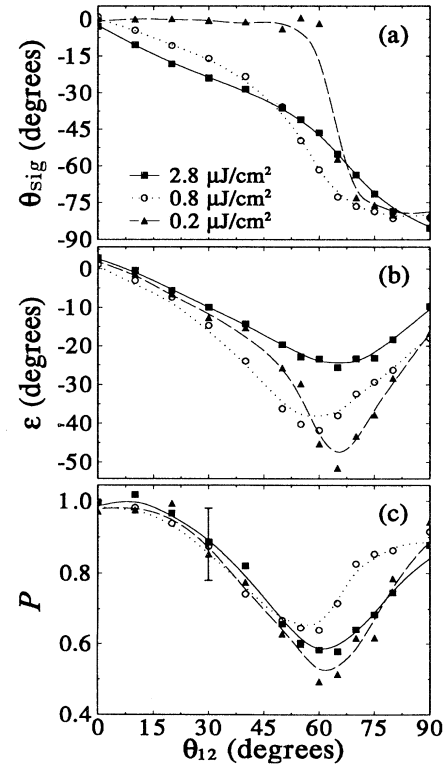 0
(a)
-15
-30
-45
-60
-75
-90
θsig (degrees)
2.8 μJ/cm²
0.8 μJ/cm²
0.2 μJ/cm²
(b)
0
-10
-20
-30
-40
-50
ε (degrees)
(c)
1.0
0.8
0.6
0.4
P
0 15 30 45 60 75 90
θ12 (degrees)